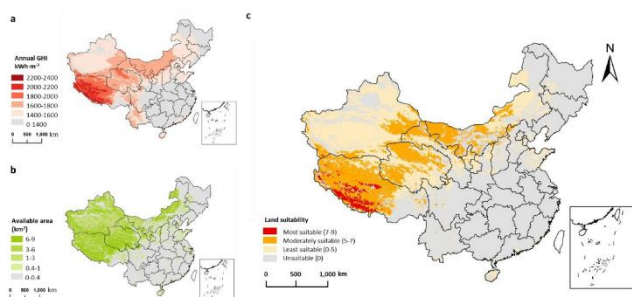 a
Annual GHI
kWh·m⁻²
2200-2400
2000-2200
1800-2000
1600-1800
1400-1600
0-1400
0 500 1,000 km
b
Available area
(km²)
6-9
3-6
1-3
0.4-1
0-0.4
0 500 1,000 km
c
N
Land suitability
Most suitable (7-9)
Moderately suitable (5-7)
Least suitable (0-5)
Unsuitable (0)
0 500 1,000 km